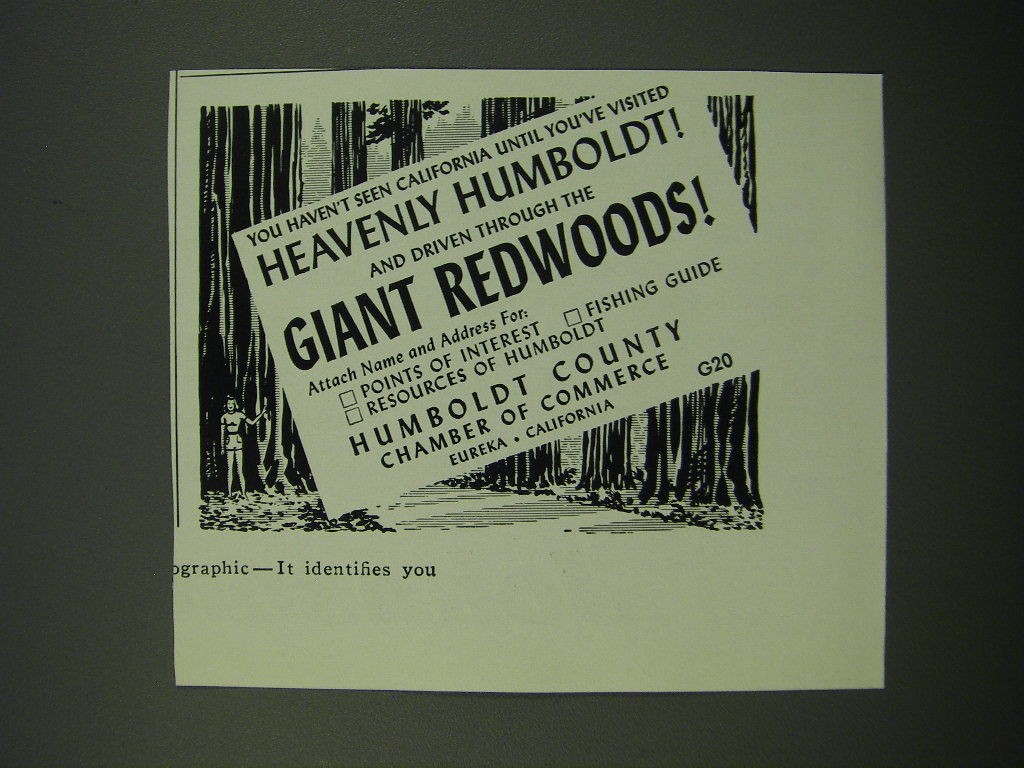 YOU HAVEN'T SEEN CALIFORNIA UNTIL YOU'VE VISITED
HEAVENLY HUMBOLDT!
AND DRIVEN THROUGH THE
GIANT REDWOODS!
Attach Name and Address For:
□ POINTS OF INTEREST □ FISHING GUIDE
□ RESOURCES OF HUMBOLDT
HUMBOLDT COUNTY
CHAMBER OF COMMERCE G20
EUREKA • CALIFORNIA
ographic—It identifies you